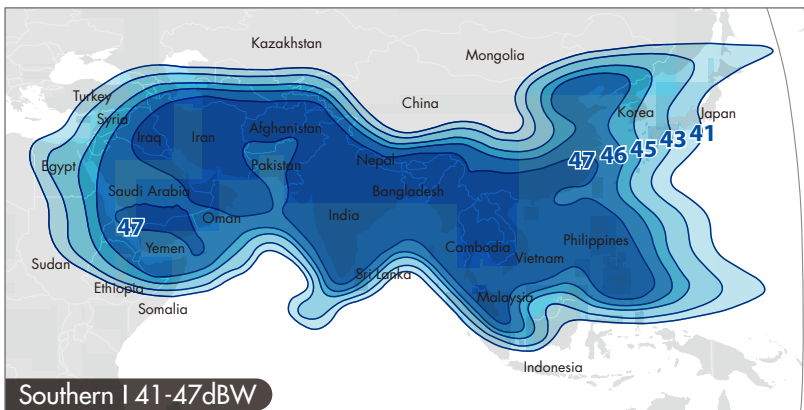 Kazakhstan
Mongolia
Turkey
China
Syria
Korea
Japan
Iraq
Iran
Afghanistan
47 46 45 43 41
Egypt
Pakistan
Nepal
Saudi Arabia
Bangladesh
Oman
India
47
Yemen
Cambadia
Philippines
Vietnam
Sudan
Sri Lanka
Ethiopia
Malaysia
Somalia
Indonesia
Southern I 41-47dBW